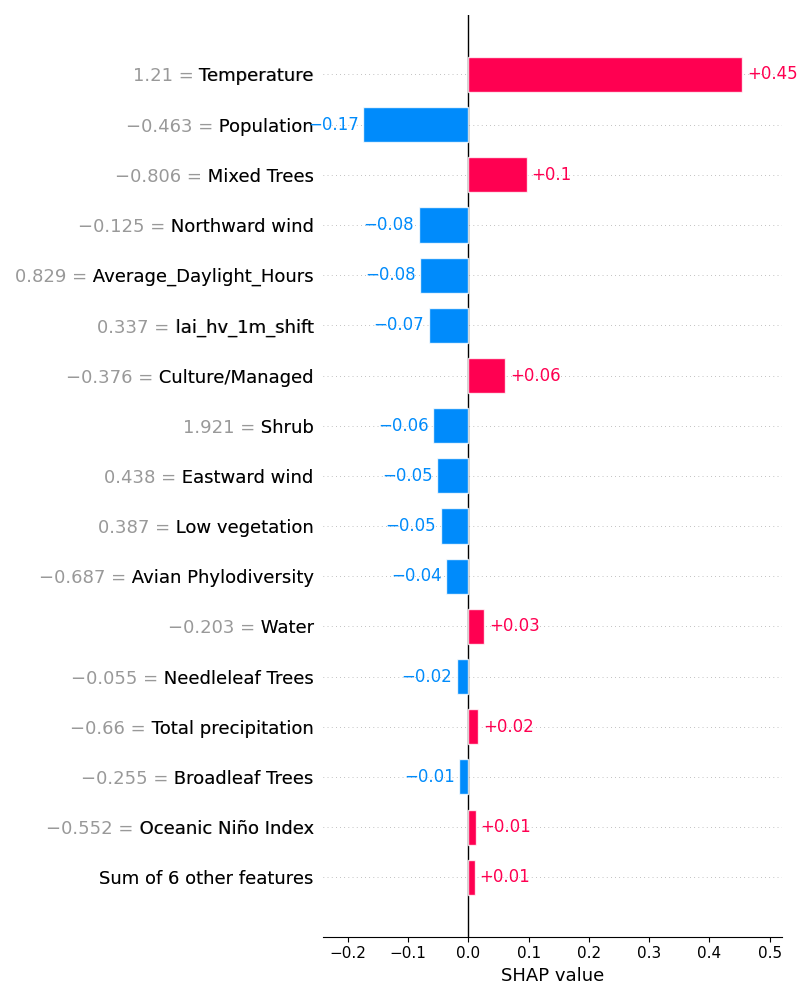 1.21 = Temperature +0.45
−0.463 = Population −0.17
−0.806 = Mixed Trees +0.1
−0.125 = Northward wind −0.08
0.829 = Average_Daylight_Hours −0.08
0.337 = lai_hv_1m_shift −0.07
−0.376 = Culture/Managed +0.06
1.921 = Shrub −0.06
0.438 = Eastward wind −0.05
0.387 = Low vegetation −0.05
−0.687 = Avian Phylodiversity −0.04
−0.203 = Water +0.03
−0.055 = Needleleaf Trees −0.02
−0.66 = Total precipitation +0.02
−0.255 = Broadleaf Trees −0.01
−0.552 = Oceanic Niño Index +0.01
Sum of 6 other features +0.01
−0.2 −0.1 0.0 0.1 0.2 0.3 0.4 0.5
SHAP value